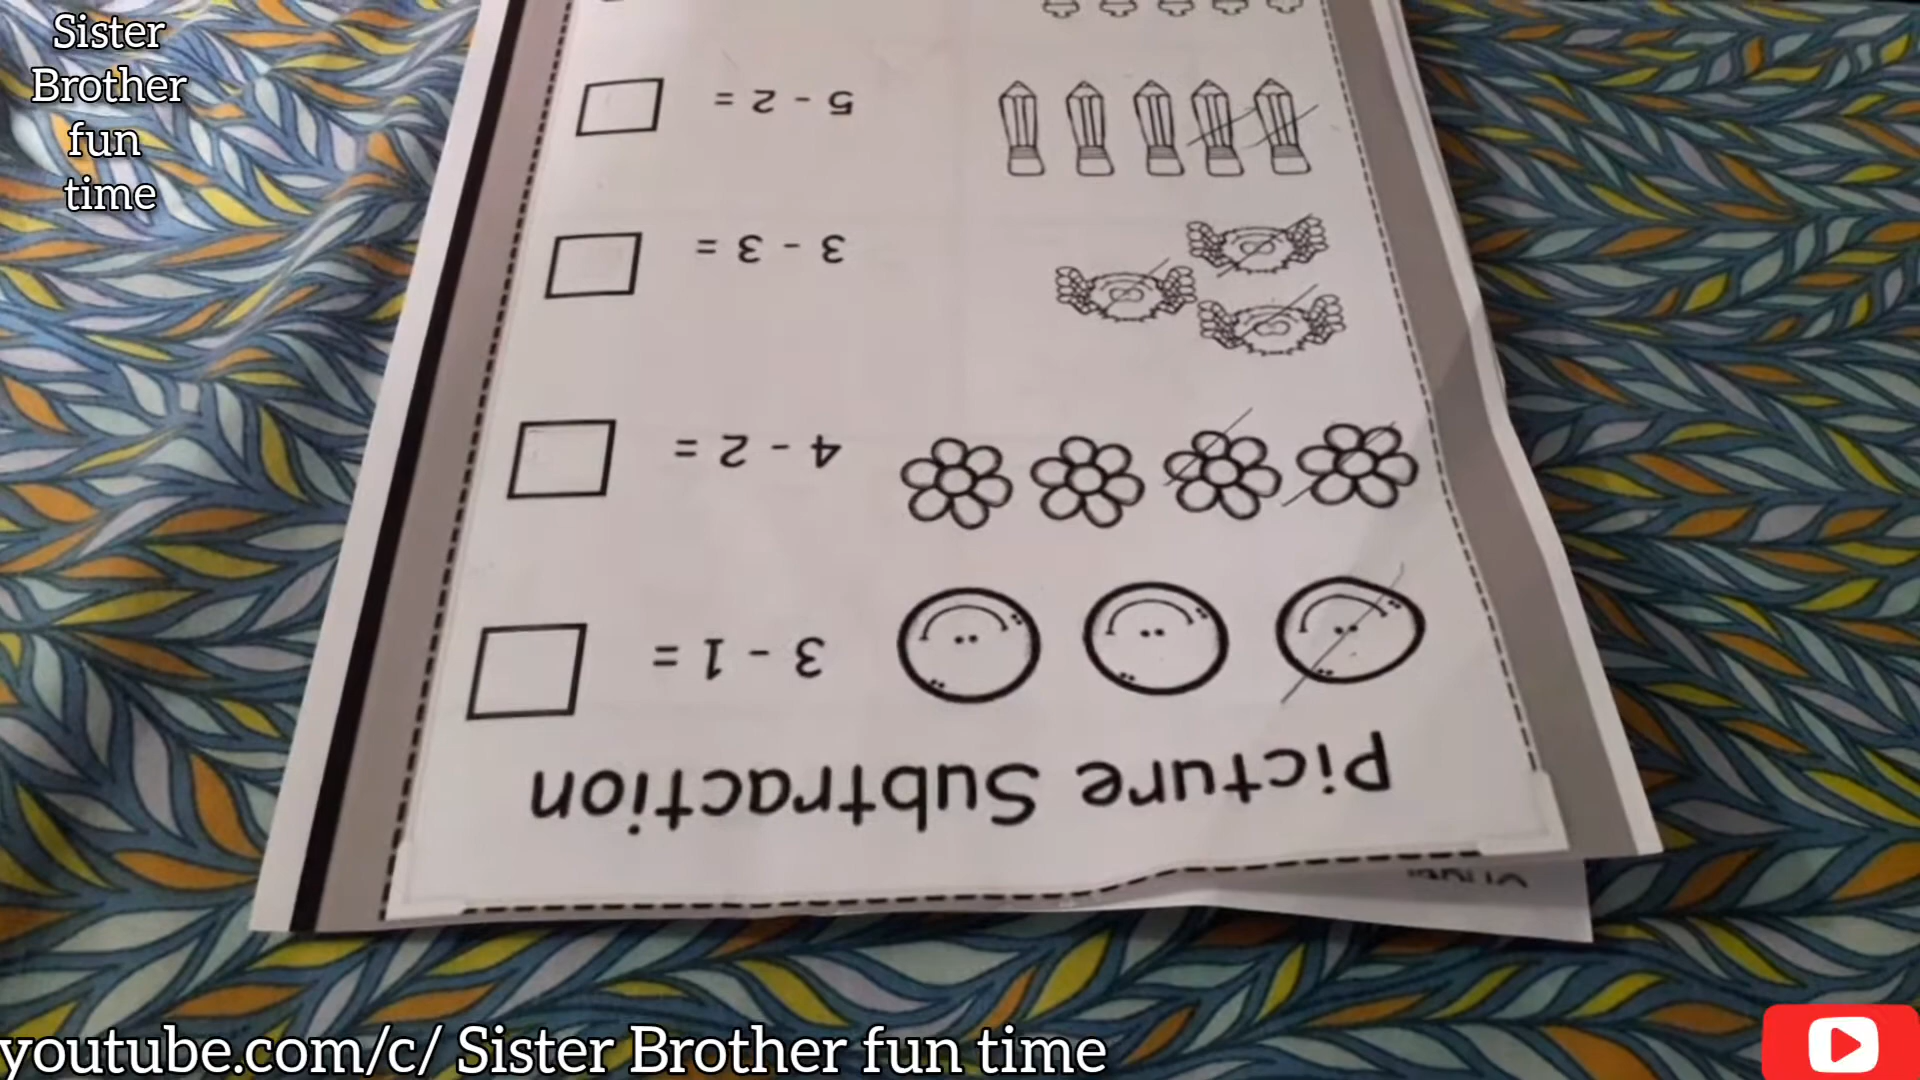 Sister
Brother
fun
time
Picture Subtraction
3 - 1 =
4 - 2 =
3 - 3 =
5 - 2 =
youtube.com/c/ Sister Brother fun time